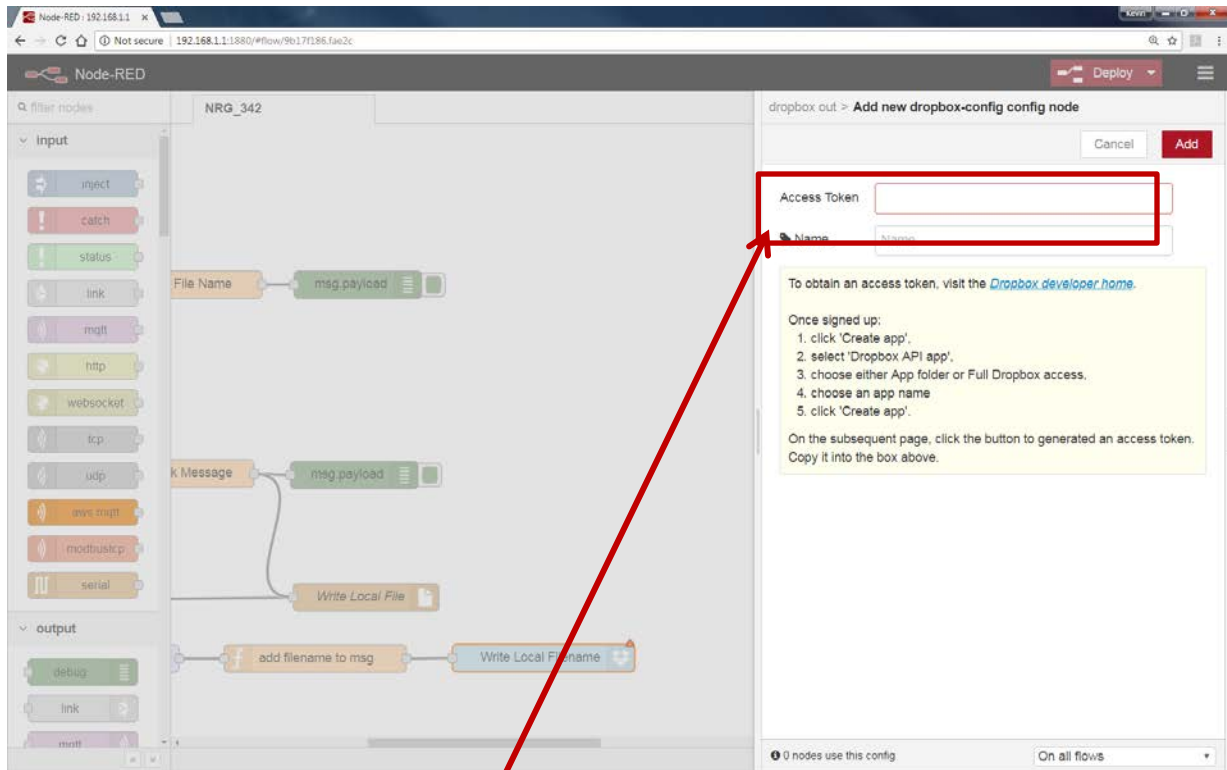 Node-RED : 192.168.1.1
Kevin
Not secure | 192.168.1.1:1880/#flow/9b17f186.fae2c
Node-RED
Deploy
filter nodes
NRG_342
dropbox out > Add new dropbox-config config node
Cancel
Add
input
inject
catch
status
link
mqtt
http
websocket
tcp
udp
aws mqtt
modbustcp
serial
output
debug
link
mqtt
File Name
msg.payload
k Message
msg.payload
Write Local File
add filename to msg
Write Local Filename
Access Token
Name
Name
To obtain an access token, visit the Dropbox developer home.
Once signed up:
1. click 'Create app',
2. select 'Dropbox API app',
3. choose either App folder or Full Dropbox access,
4. choose an app name
5. click 'Create app'.
On the subsequent page, click the button to generated an access token.
Copy it into the box above.
0 nodes use this config
On all flows